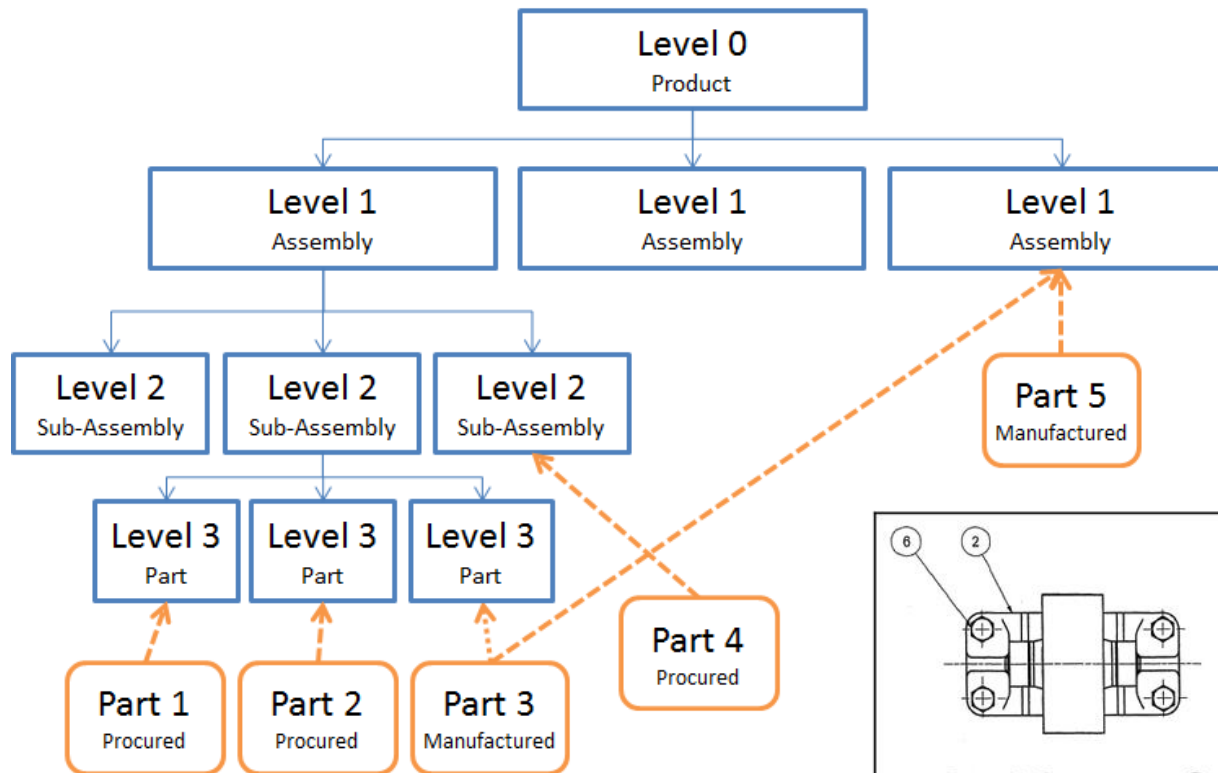 Level 0
Product
Level 1
Assembly
Level 1
Assembly
Level 1
Assembly
Level 2
Sub-Assembly
Level 2
Sub-Assembly
Level 2
Sub-Assembly
Part 5
Manufactured
Level 3
Part
Level 3
Part
Level 3
Part
6
2
Part 4
Procured
Part 1
Procured
Part 2
Procured
Part 3
Manufactured